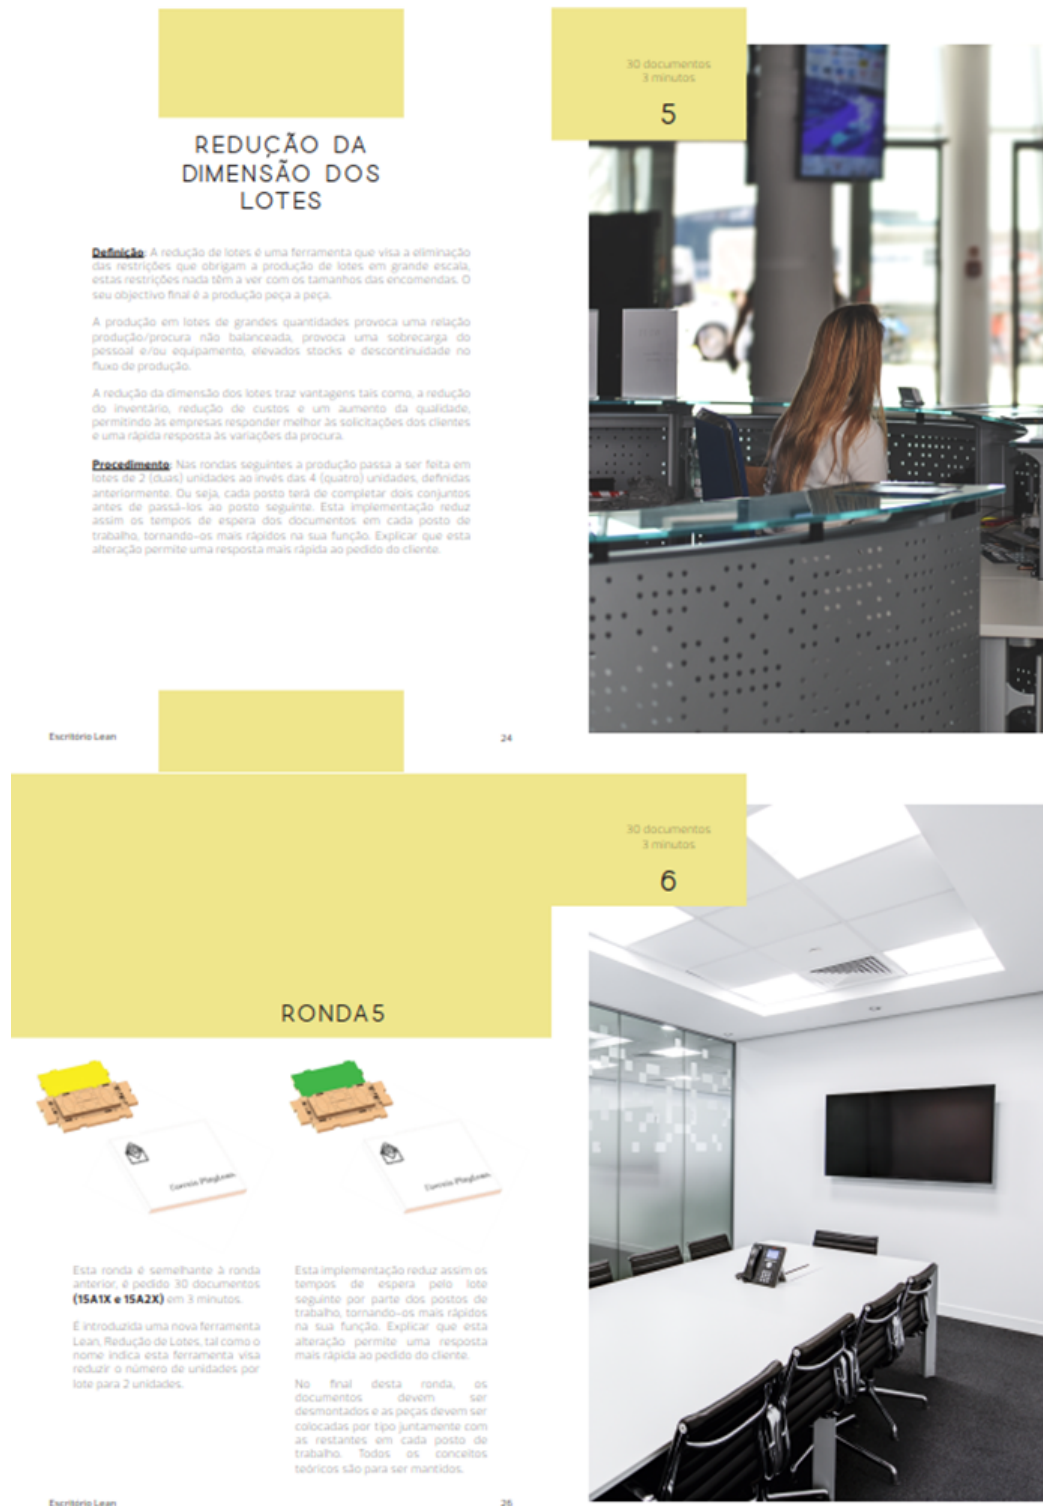 REDUÇÃO DA
DIMENSÃO DOS
LOTES
Definição: A redução de lotes é uma ferramenta que visa a eliminação
das restrições que obrigam a produção de lotes em grande escala,
estas restrições nada têm a ver com os tamanhos das encomendas. O
seu objectivo final é a produção peça a peça.
A produção em lotes de grandes quantidades provoca uma relação
produção/procura não balanceada, provoca uma sobrecarga do
pessoal e/ou equipamento, elevados stocks e descontinuidade no
fluxo de produção.
A redução da dimensão dos lotes traz vantagens tais como, a redução
do inventário, redução de custos e um aumento da qualidade,
permitindo às empresas responder melhor às solicitações dos clientes
e uma rápida resposta às variações da procura.
Procedimento: Nas rondas seguintes a produção passa a ser feita em
lotes de 2 (duas) unidades ao invés das 4 (quatro) unidades, definidas
anteriormente. Ou seja, cada posto terá de completar dois conjuntos
antes de passá-los ao posto seguinte. Esta implementação reduz
assim os tempos de espera dos documentos em cada posto de
trabalho, tornando-os mais rápidos na sua função. Explicar que esta
alteração permite uma resposta mais rápida ao pedido do cliente.
Escritório Lean
24
30 documentos
3 minutos
5
30 documentos
3 minutos
6
RONDA 5
Correio PlayLean
Correio PlayLean
Esta ronda é semelhante à ronda
anterior, é pedido 30 documentos
(15A1X e 15A2X) em 3 minutos.
É introduzida uma nova ferramenta
Lean, Redução de Lotes, tal como o
nome indica esta ferramenta visa
reduzir o número de unidades por
lote para 2 unidades.
Esta implementação reduz assim os
tempos de espera pelo lote
seguinte por parte dos postos de
trabalho, tornando-os mais rápidos
na sua função. Explicar que esta
alteração permite uma resposta
mais rápida ao pedido do cliente.
No final desta ronda, os
documentos devem ser
desmontados e as peças devem ser
colocadas por tipo juntamente com
as restantes em cada posto de
trabalho. Todos os conceitos
teóricos são para ser mantidos.
Escritório Lean
26